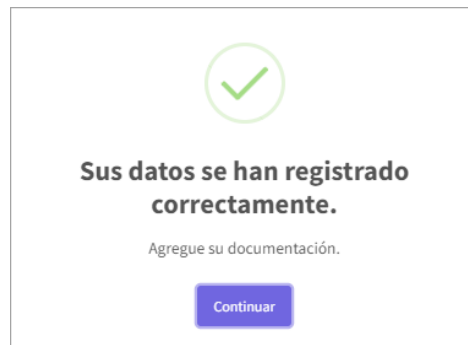 Sus datos se han registrado
correctamente.
Agregue su documentación.
Continuar